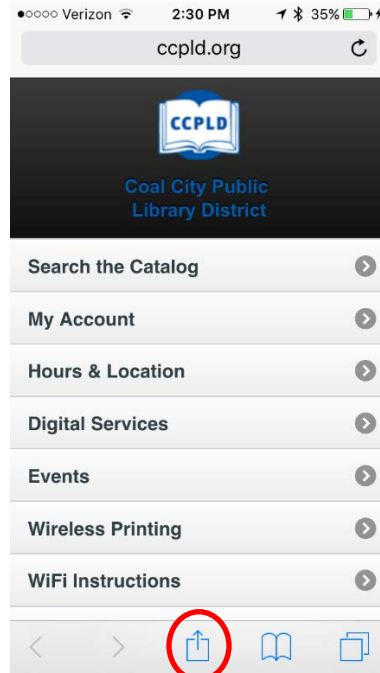 Verizon 2:30 PM 35%
ccpld.org
CCPLD
Coal City Public
Library District
Search the Catalog
My Account
Hours & Location
Digital Services
Events
Wireless Printing
WiFi Instructions